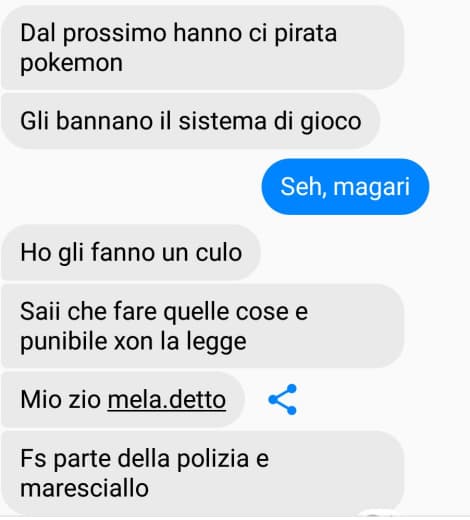 Dal prossimo hanno ci pirata
pokemon
Gli bannano il sistema di gioco
Seh, magari
Ho gli fanno un culo
Saii che fare quelle cose e
punibile xon la legge
Mio zio mela.detto
Fs parte della polizia e
maresciallo